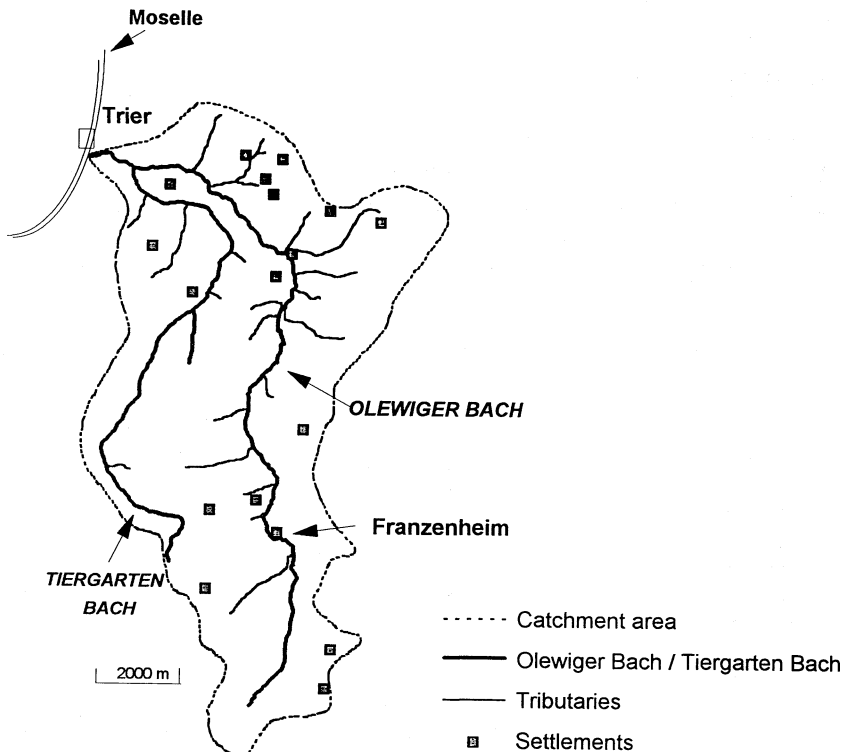 Moselle
Trier
OLEWIGER BACH
Franzenheim
TIERGARTEN
BACH
2000 m
Catchment area
Olewiger Bach / Tiergarten Bach
Tributaries
Settlements